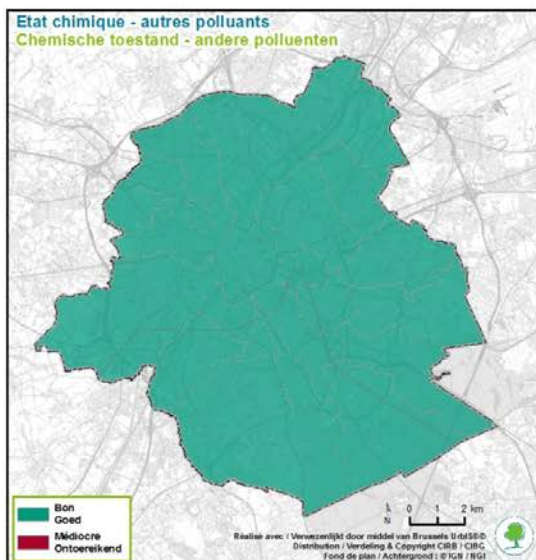 Etat chimique - autres polluants
Chemische toestand - andere polluenten
Bon
Goed
Médiocre
Ontoereikend
N
0 1 2 km
Réalisé avec / Verwezenlijkt door middel van Brussels UrbIS®©
Distribution / Verdeling & Copyright CIRB / CIBG
Fond de plan / Achtergrond : © IGN / NGI